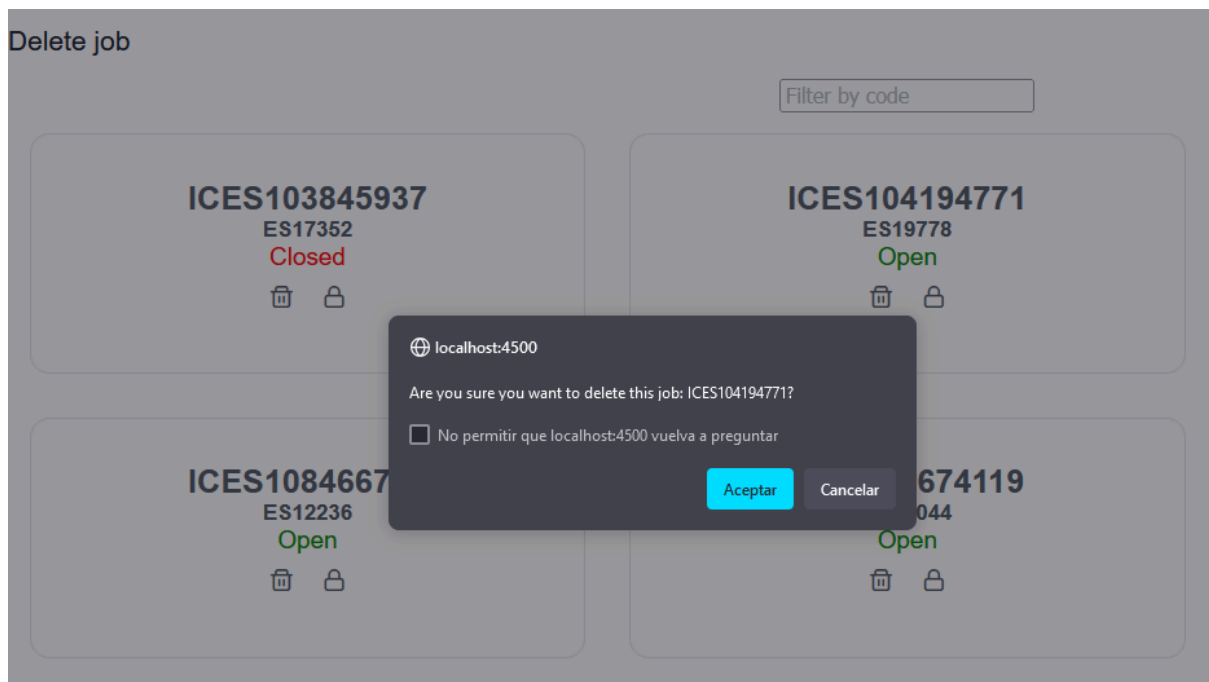 Delete job
Filter by code
ICES103845937
ES17352
Closed
ICES104194771
ES19778
Open
localhost:4500
Are you sure you want to delete this job: ICES104194771?
No permitir que localhost:4500 vuelva a preguntar
Aceptar Cancelar
ICES1084667
ES12236
Open
674119
044
Open